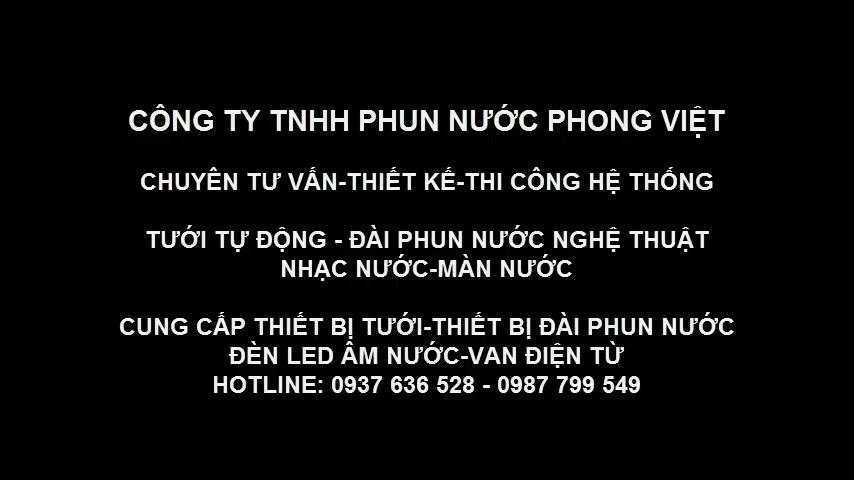 CÔNG TY TNHH PHUN NƯỚC PHONG VIỆT
CHUYÊN TƯ VẤN-THIẾT KẾ-THI CÔNG HỆ THỐNG
TƯỚI TỰ ĐỘNG - ĐÀI PHUN NƯỚC NGHỆ THUẬT
NHẠC NƯỚC-MÀN NƯỚC
CUNG CẤP THIẾT BỊ TƯỚI-THIẾT BỊ ĐÀI PHUN NƯỚC
ĐÈN LED ÂM NƯỚC-VAN ĐIỆN TỪ
HOTLINE: 0937 636 528 - 0987 799 549